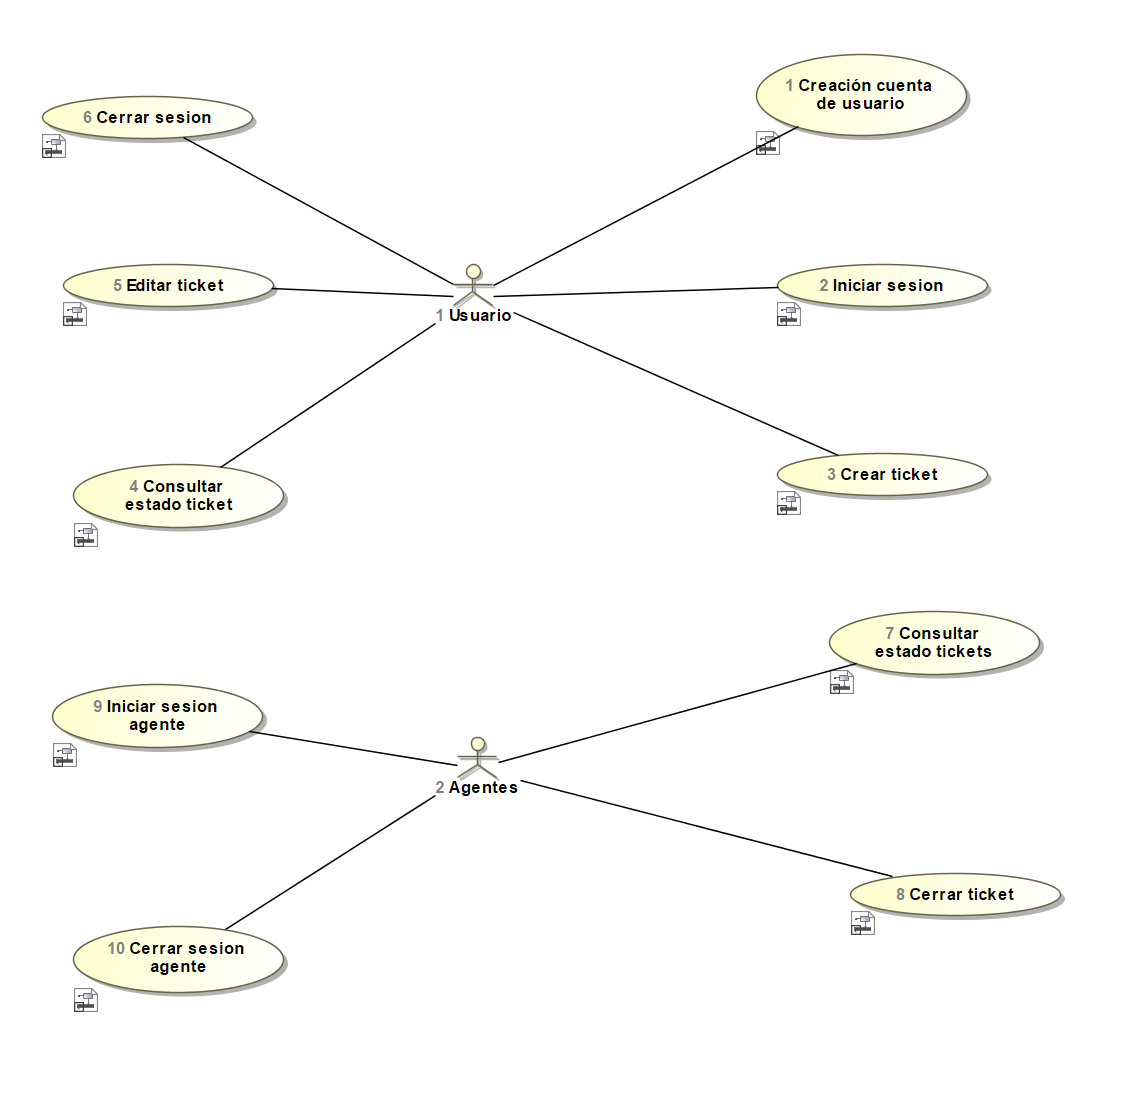 1 Creación cuenta
de usuario
6 Cerrar sesion
5 Editar ticket
2 Iniciar sesion
1 Usuario
4 Consultar
estado ticket
3 Crear ticket
7 Consultar
estado tickets
9 Iniciar sesion
agente
2 Agentes
8 Cerrar ticket
10 Cerrar sesion
agente